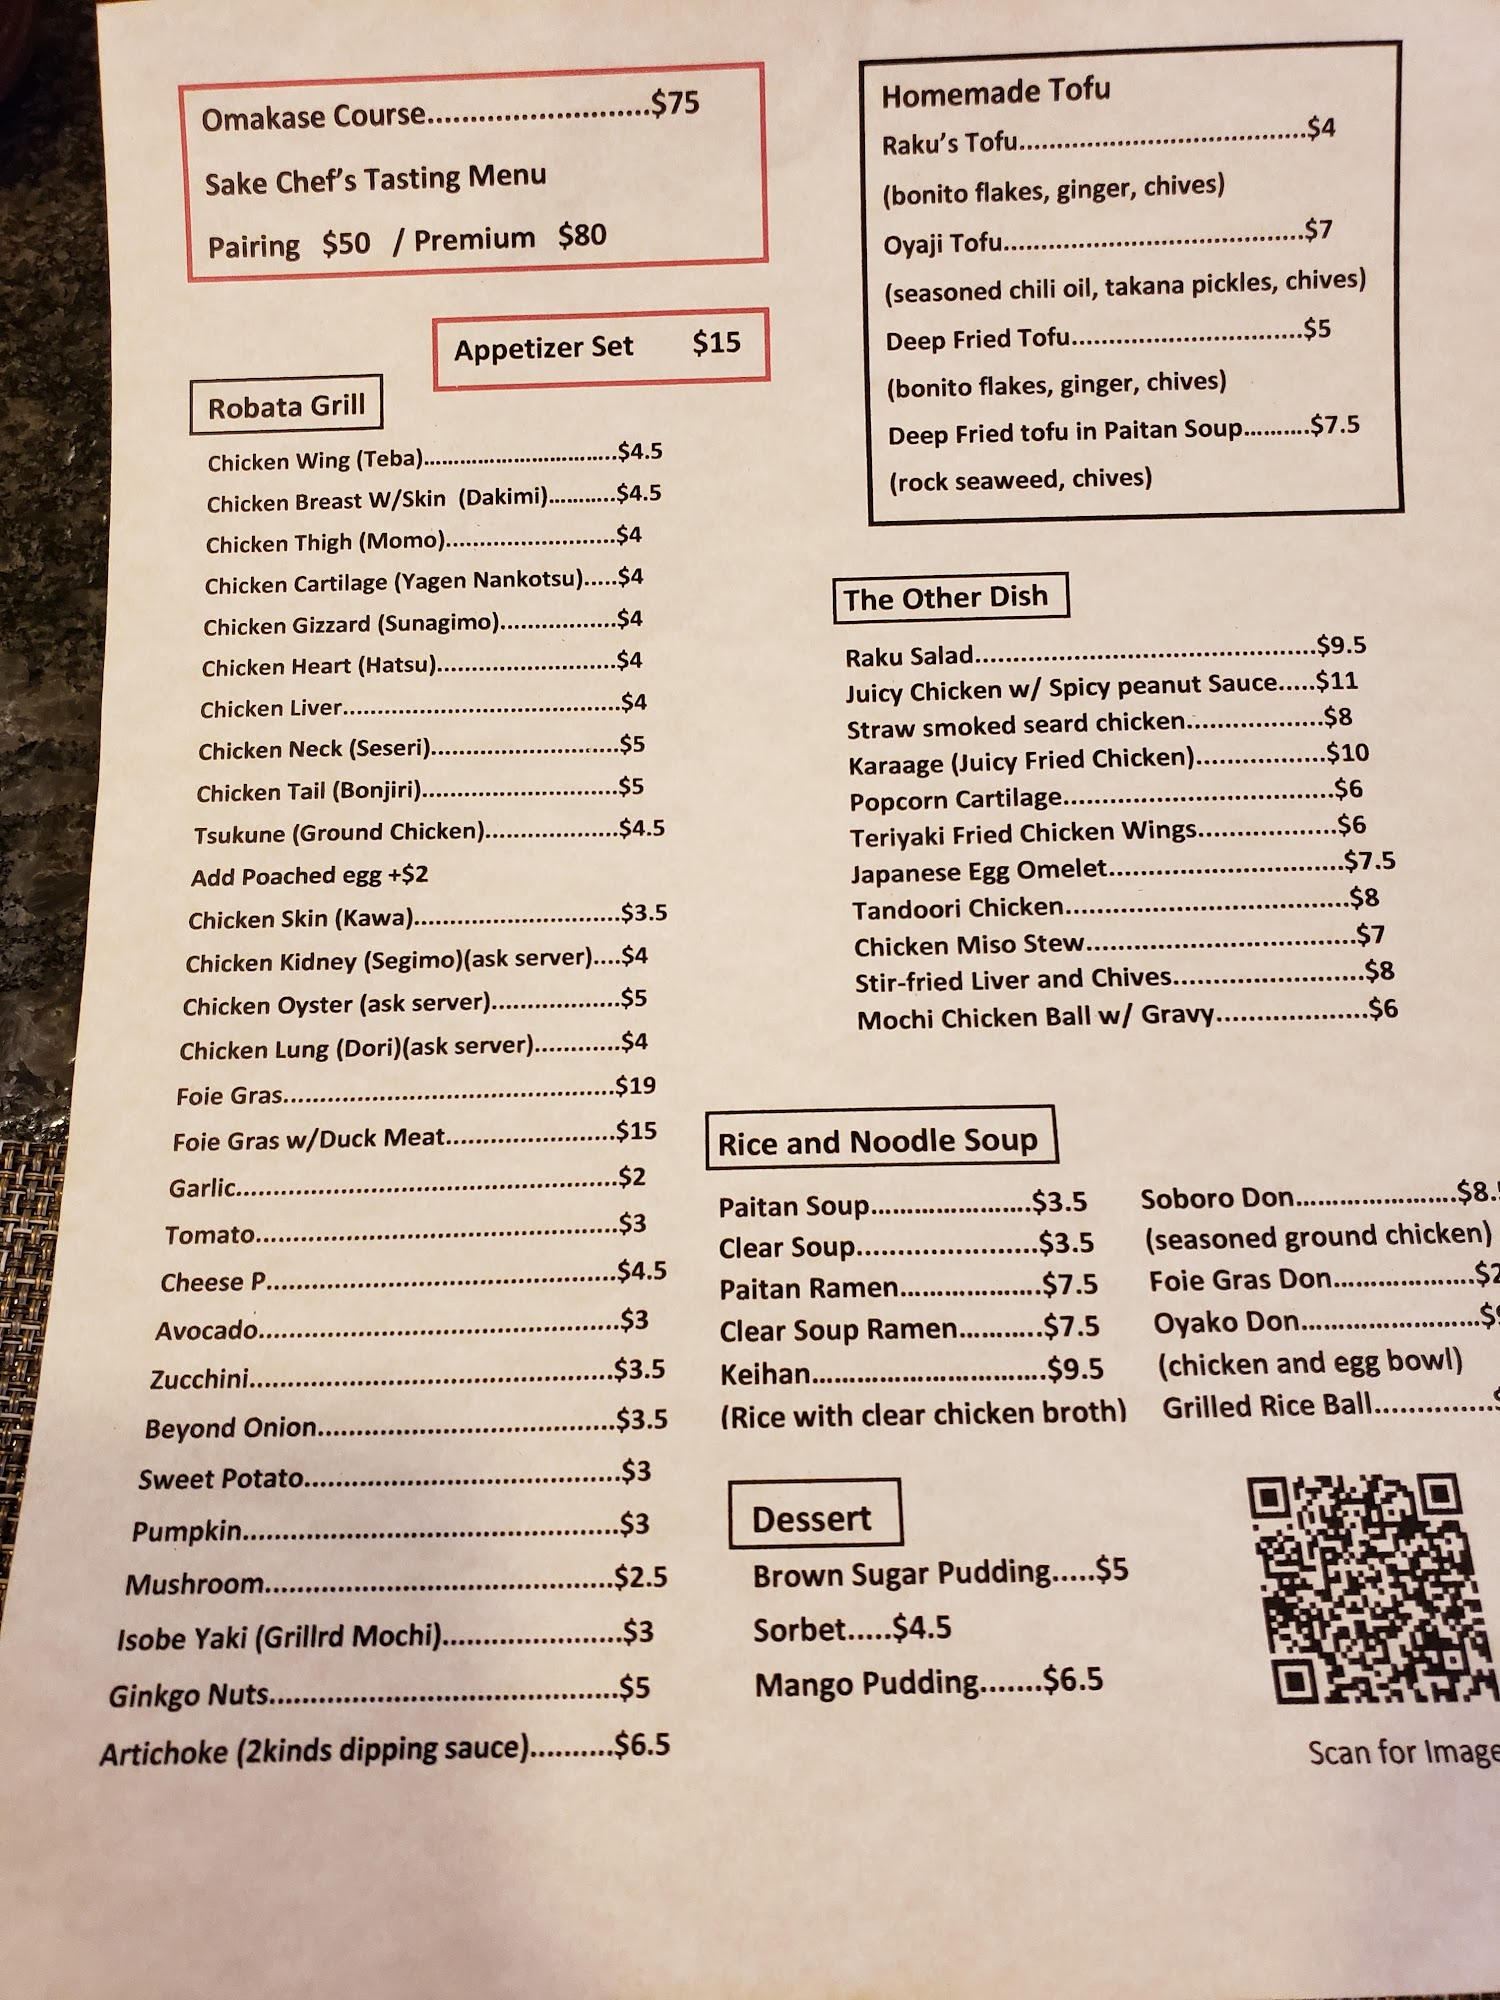 Omakase Course..........................$75
Sake Chef's Tasting Menu
Pairing $50 / Premium $80
Appetizer Set $15
Robata Grill
Chicken Wing (Teba)................................$4.5
Chicken Breast W/Skin (Dakimi)...........$4.5
Chicken Thigh (Momo)..........................$4
Chicken Cartilage (Yagen Nankotsu).....$4
Chicken Gizzard (Sunagimo)..................$4
Chicken Heart (Hatsu)...........................$4
Chicken Liver..........................................$4
Chicken Neck (Seseri)............................$5
Chicken Tail (Bonjiri).............................$5
Tsukune (Ground Chicken)....................$4.5
Add Poached egg +$2
Chicken Skin (Kawa)..............................$3.5
Chicken Kidney (Segimo)(ask server)....$4
Chicken Oyster (ask server)...................$5
Chicken Lung (Dori)(ask server)............$4
Foie Gras................................................$19
Foie Gras w/Duck Meat........................$15
Garlic......................................................$2
Tomato...................................................$3
Cheese P.................................................$4.5
Avocado..................................................$3
Zucchini..................................................$3.5
Beyond Onion........................................$3.5
Sweet Potato..........................................$3
Pumpkin..................................................$3
Mushroom..............................................$2.5
Isobe Yaki (Grillrd Mochi).......................$3
Ginkgo Nuts............................................$5
Artichoke (2kinds dipping sauce)..........$6.5
Homemade Tofu
Raku's Tofu......................................$4
(bonito flakes, ginger, chives)
Oyaji Tofu........................................$7
(seasoned chili oil, takana pickles, chives)
Deep Fried Tofu...............................$5
(bonito flakes, ginger, chives)
Deep Fried tofu in Paitan Soup..........$7.5
(rock seaweed, chives)
The Other Dish
Raku Salad.............................................$9.5
Juicy Chicken w/ Spicy peanut Sauce.....$11
Straw smoked seard chicken..................$8
Karaage (Juicy Fried Chicken).................$10
Popcorn Cartilage....................................$6
Teriyaki Fried Chicken Wings..................$6
Japanese Egg Omelet...............................$7.5
Tandoori Chicken.....................................$8
Chicken Miso Stew...................................$7
Stir-fried Liver and Chives.........................$8
Mochi Chicken Ball w/ Gravy....................$6
Rice and Noodle Soup
Paitan Soup......................$3.5
Clear Soup........................$3.5
Paitan Ramen...................$7.5
Clear Soup Ramen...........$7.5
Keihan..............................$9.5
(Rice with clear chicken broth)
Soboro Don......................$8.
(seasoned ground chicken)
Foie Gras Don...................$2
Oyako Don........................$
(chicken and egg bowl)
Grilled Rice Ball...............
Dessert
Brown Sugar Pudding.....$5
Sorbet.....$4.5
Mango Pudding.......$6.5
Scan for Image